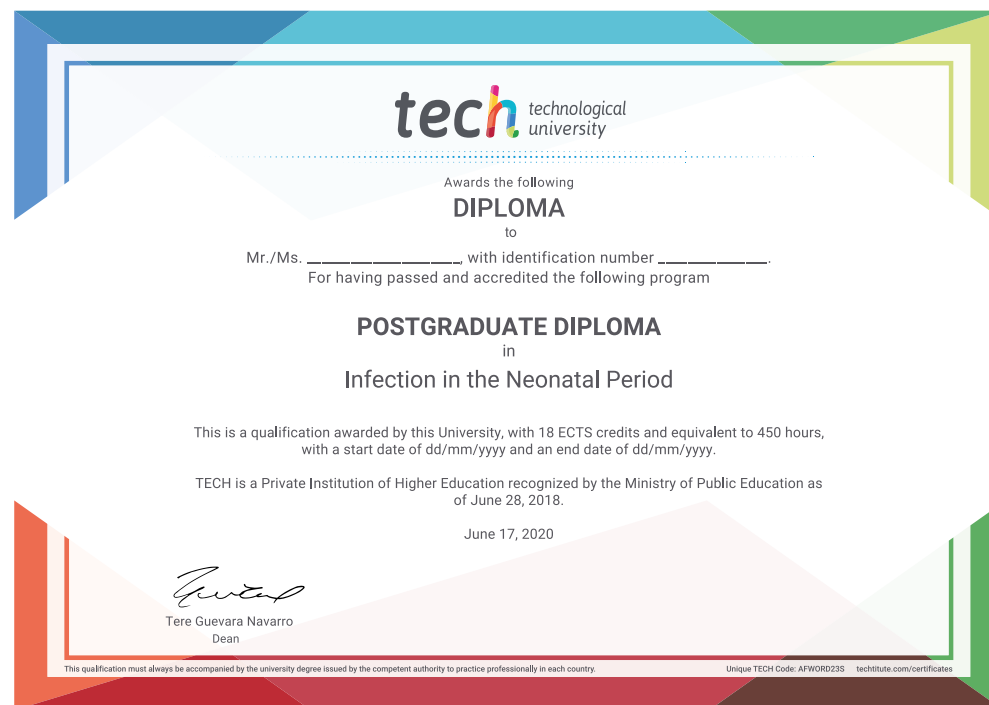 tech technological
university
Awards the following
DIPLOMA
to
Mr./Ms. ____________________, with identification number ______________.
For having passed and accredited the following program
POSTGRADUATE DIPLOMA
in
Infection in the Neonatal Period
This is a qualification awarded by this University, with 18 ECTS credits and equivalent to 450 hours,
with a start date of dd/mm/yyyy and an end date of dd/mm/yyyy.
TECH is a Private Institution of Higher Education recognized by the Ministry of Public Education as
of June 28, 2018.
June 17, 2020
Tere Guevara Navarro
Dean
This qualification must always be accompanied by the university degree issued by the competent authority to practice professionally in each country.
Unique TECH Code: AFWORD23S techtitute.com/certificates